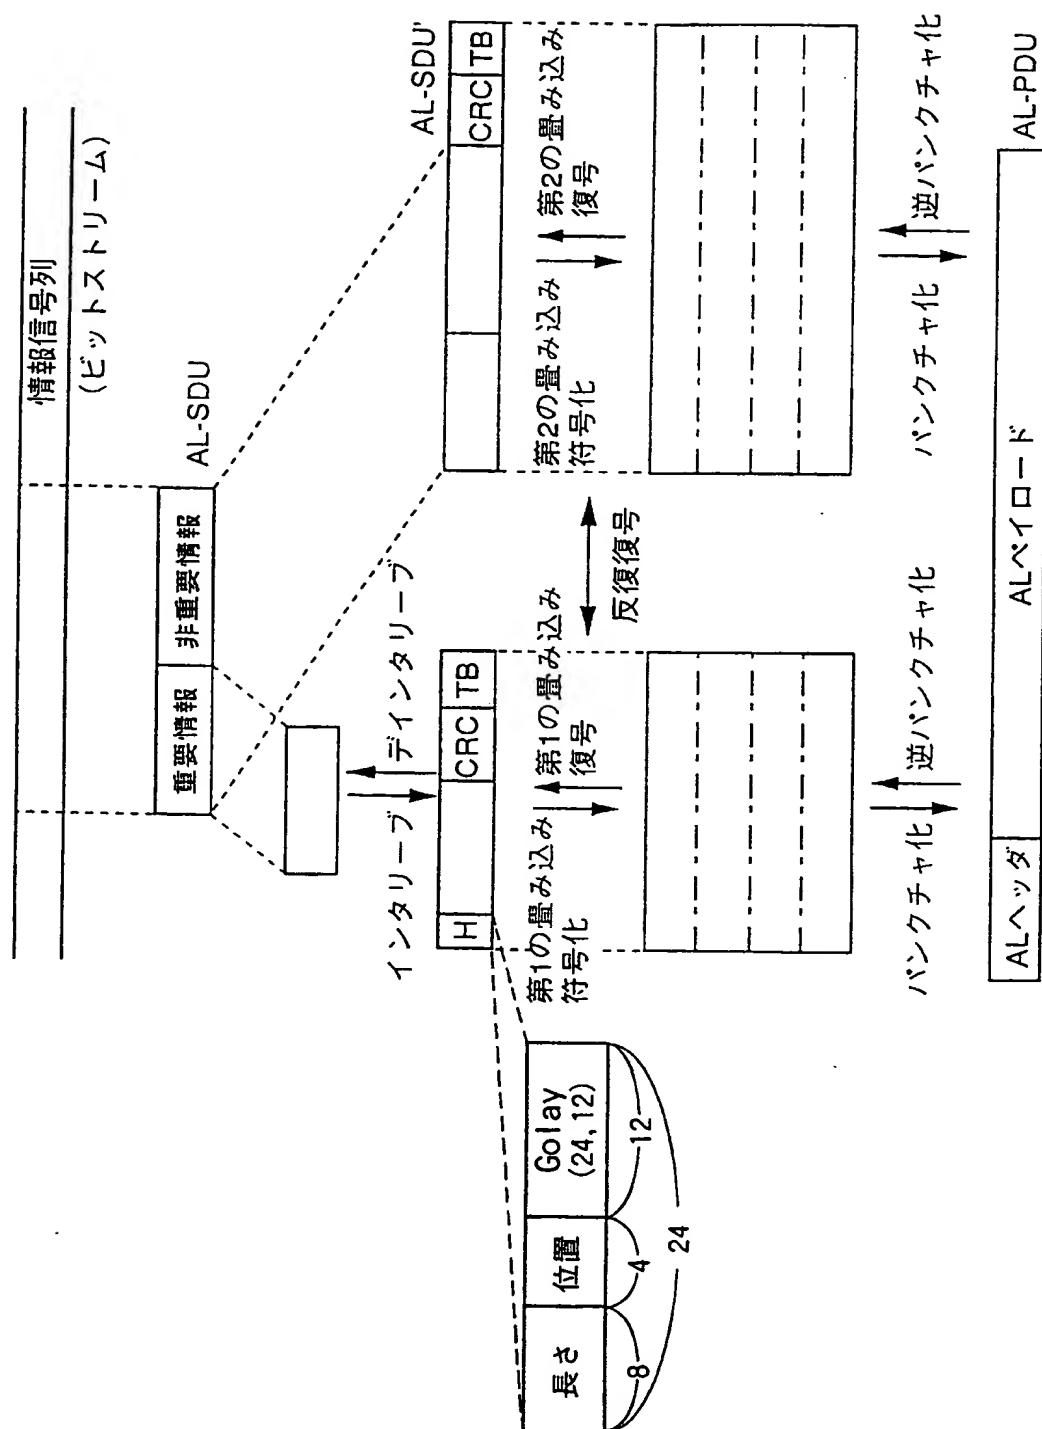 情報信号列
(ビットストリーム)
AL-SDU
重要情報
非重要情報
インタリーブ
デインタリーブ
AL-SDU'
H
CRC
TB
CRC
TB
長さ
位置
Golay
(24,12)
8
4
12
24
第1の畳み込み
符号化
第1の畳み込み
復号
反復復号
第2の畳み込み
符号化
第2の畳み込み
復号
パンクチャ化
逆パンクチャ化
パンクチャ化
逆パンクチャ化
ALヘッダ
ALペイロード
AL-PDU